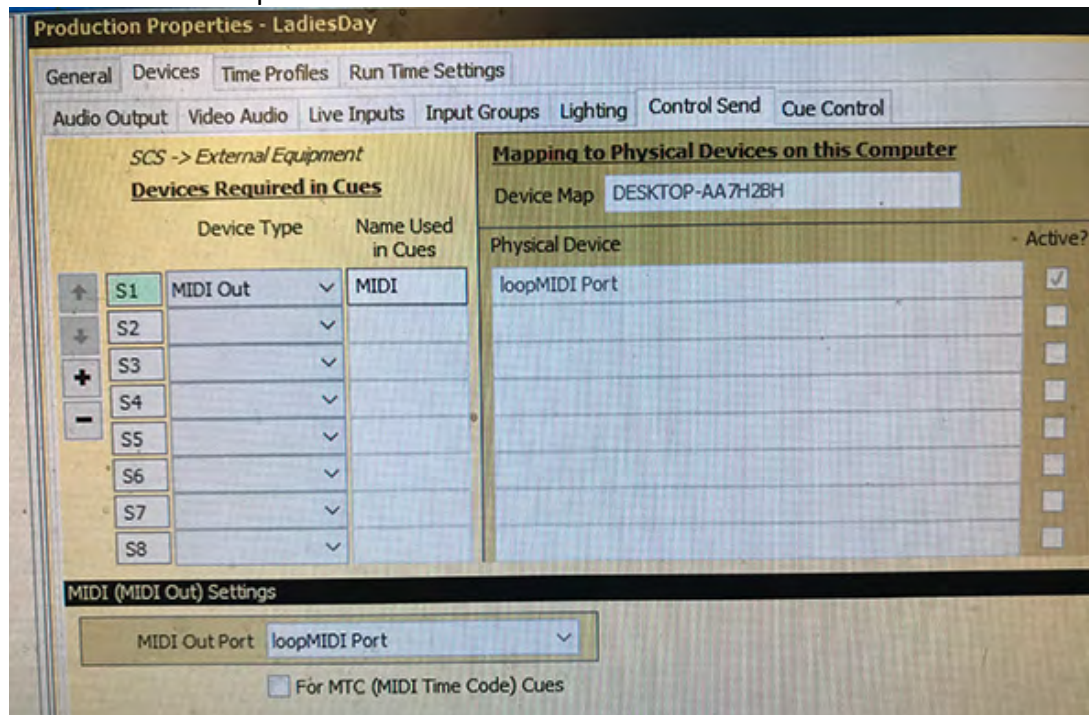 Production Properties - LadiesDay
General Devices Time Profiles Run Time Settings
Audio Output Video Audio Live Inputs Input Groups Lighting Control Send Cue Control
SCS -> External Equipment
Devices Required in Cues
Mapping to Physical Devices on this Computer
Device Map DESKTOP-AA7H2BH
Device Type Name Used in Cues
Physical Device - Active?
S1 MIDI Out MIDI loopMIDI Port
S2
S3
S4
S5
S6
S7
S8
MIDI (MIDI Out) Settings
MIDI Out Port loopMIDI Port
For MTC (MIDI Time Code) Cues